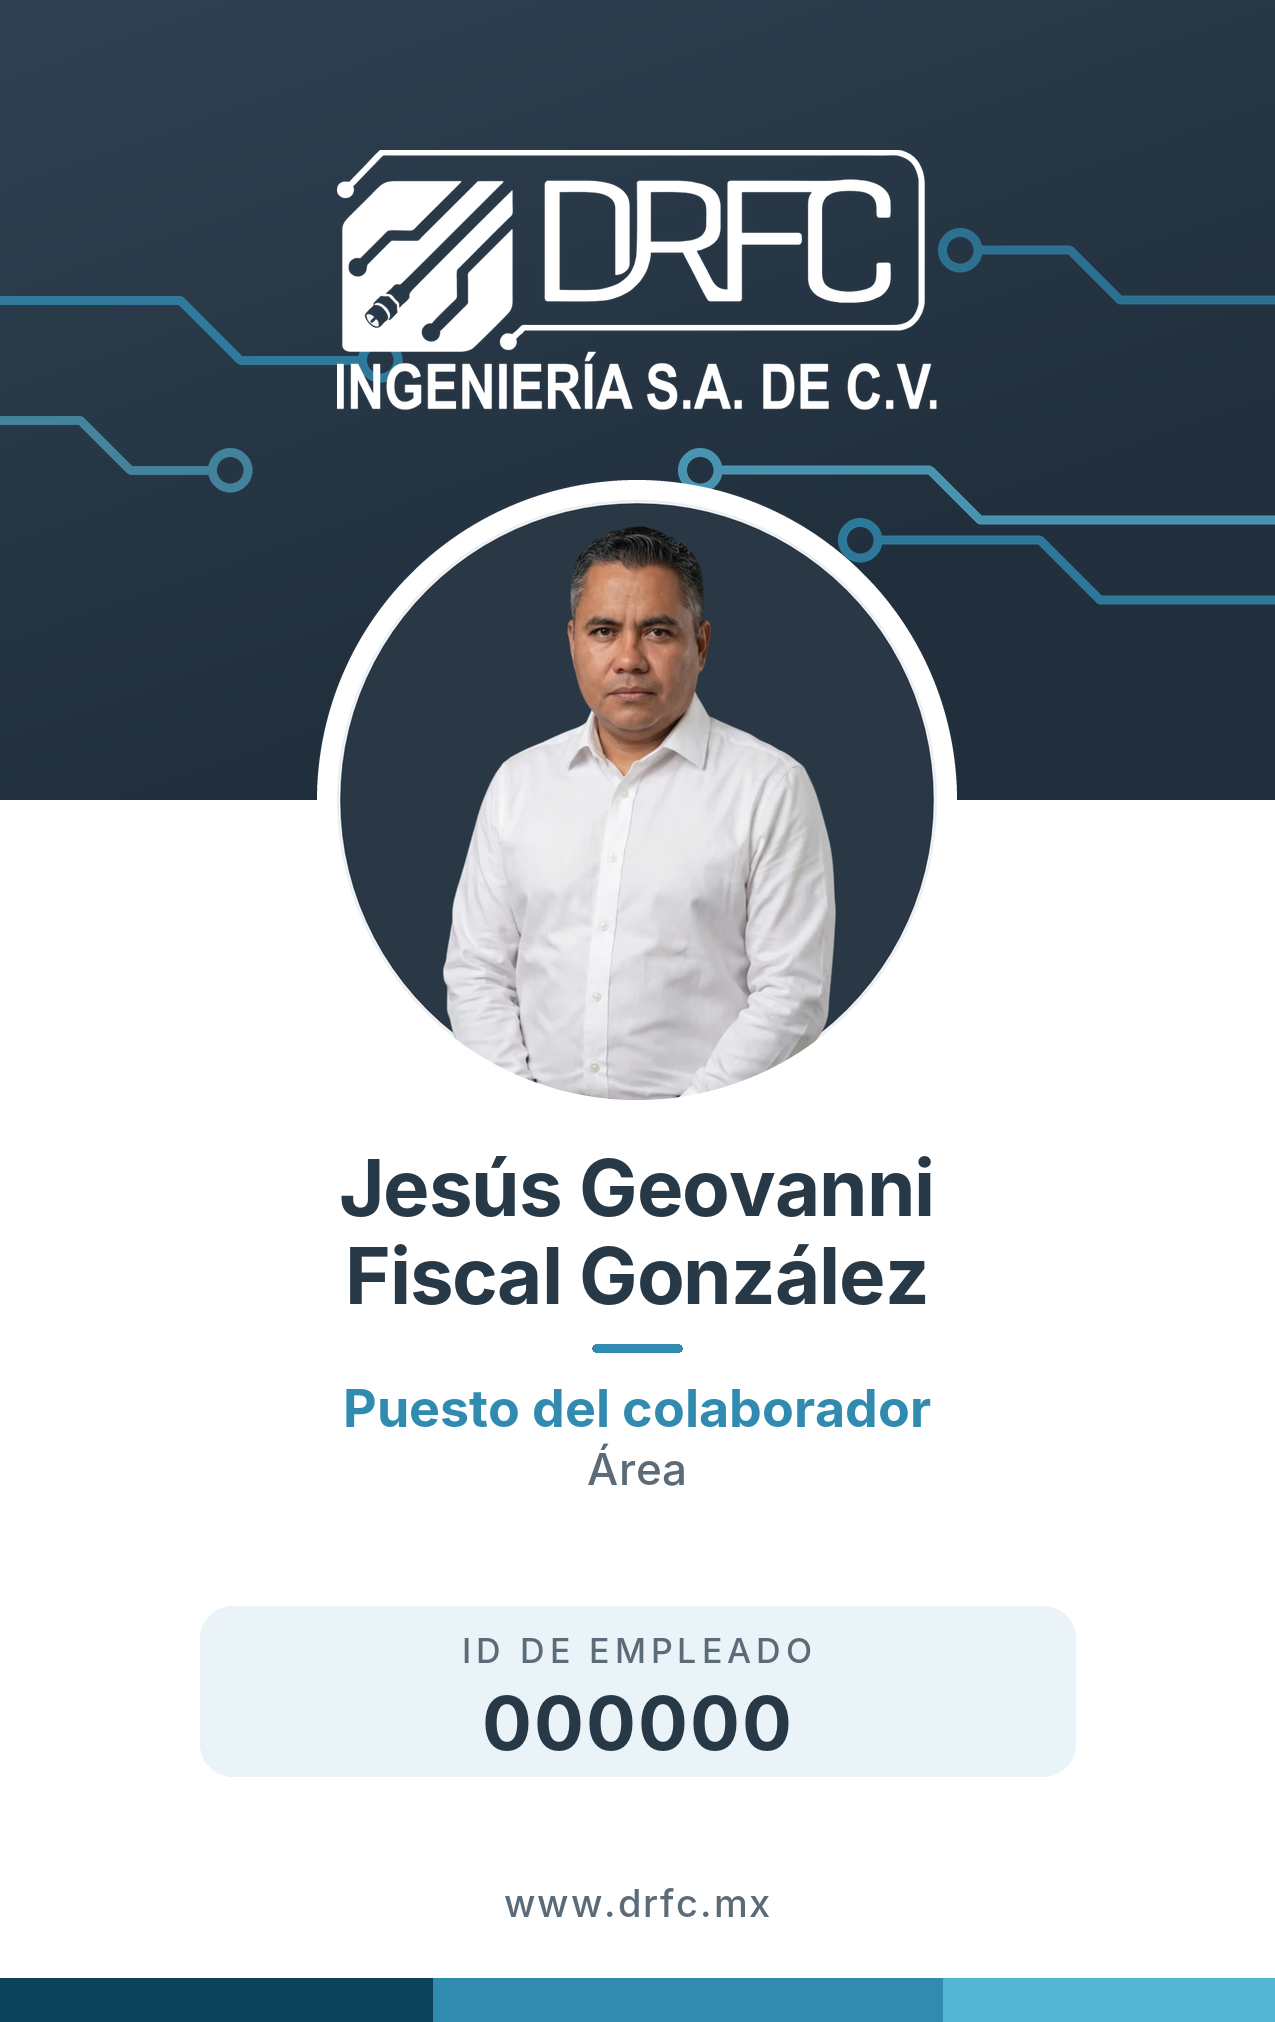 DRFC
INGENIERÍA S.A. DE C.V.
Jesús Geovanni
Fiscal González
Puesto del colaborador
Área
ID DE EMPLEADO
000000
www.drfc.mx